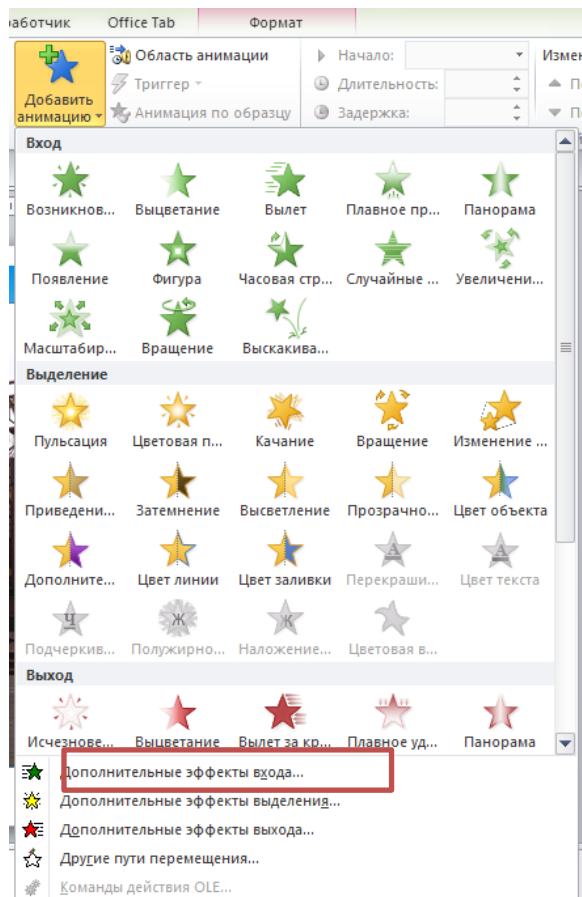 работчик Office Tab Формат
Добавить анимацию
Область анимации
Триггер
Анимация по образцу
Начало:
Длительность:
Задержка:
Измен
П
П
Вход
Возникнов... Выцветание Вылет Плавное пр... Панорама
Появление Фигура Часовая стр... Случайные ... Увеличени...
Масштабир... Вращение Выскакива...
Выделение
Пульсация Цветовая п... Качание Вращение Изменение ...
Приведени... Затемнение Высветление Прозрачно... Цвет объекта
Дополните... Цвет линии Цвет заливки Перекраши... Цвет текста
Подчеркив... Полужирно... Наложение... Цветовая в...
Выход
Исчезнове... Выцветание Вылет за кр... Плавное уд... Панорама
Дополнительные эффекты входа...
Дополнительные эффекты выделения...
Дополнительные эффекты выхода...
Другие пути перемещения...
Команды действия OLE...